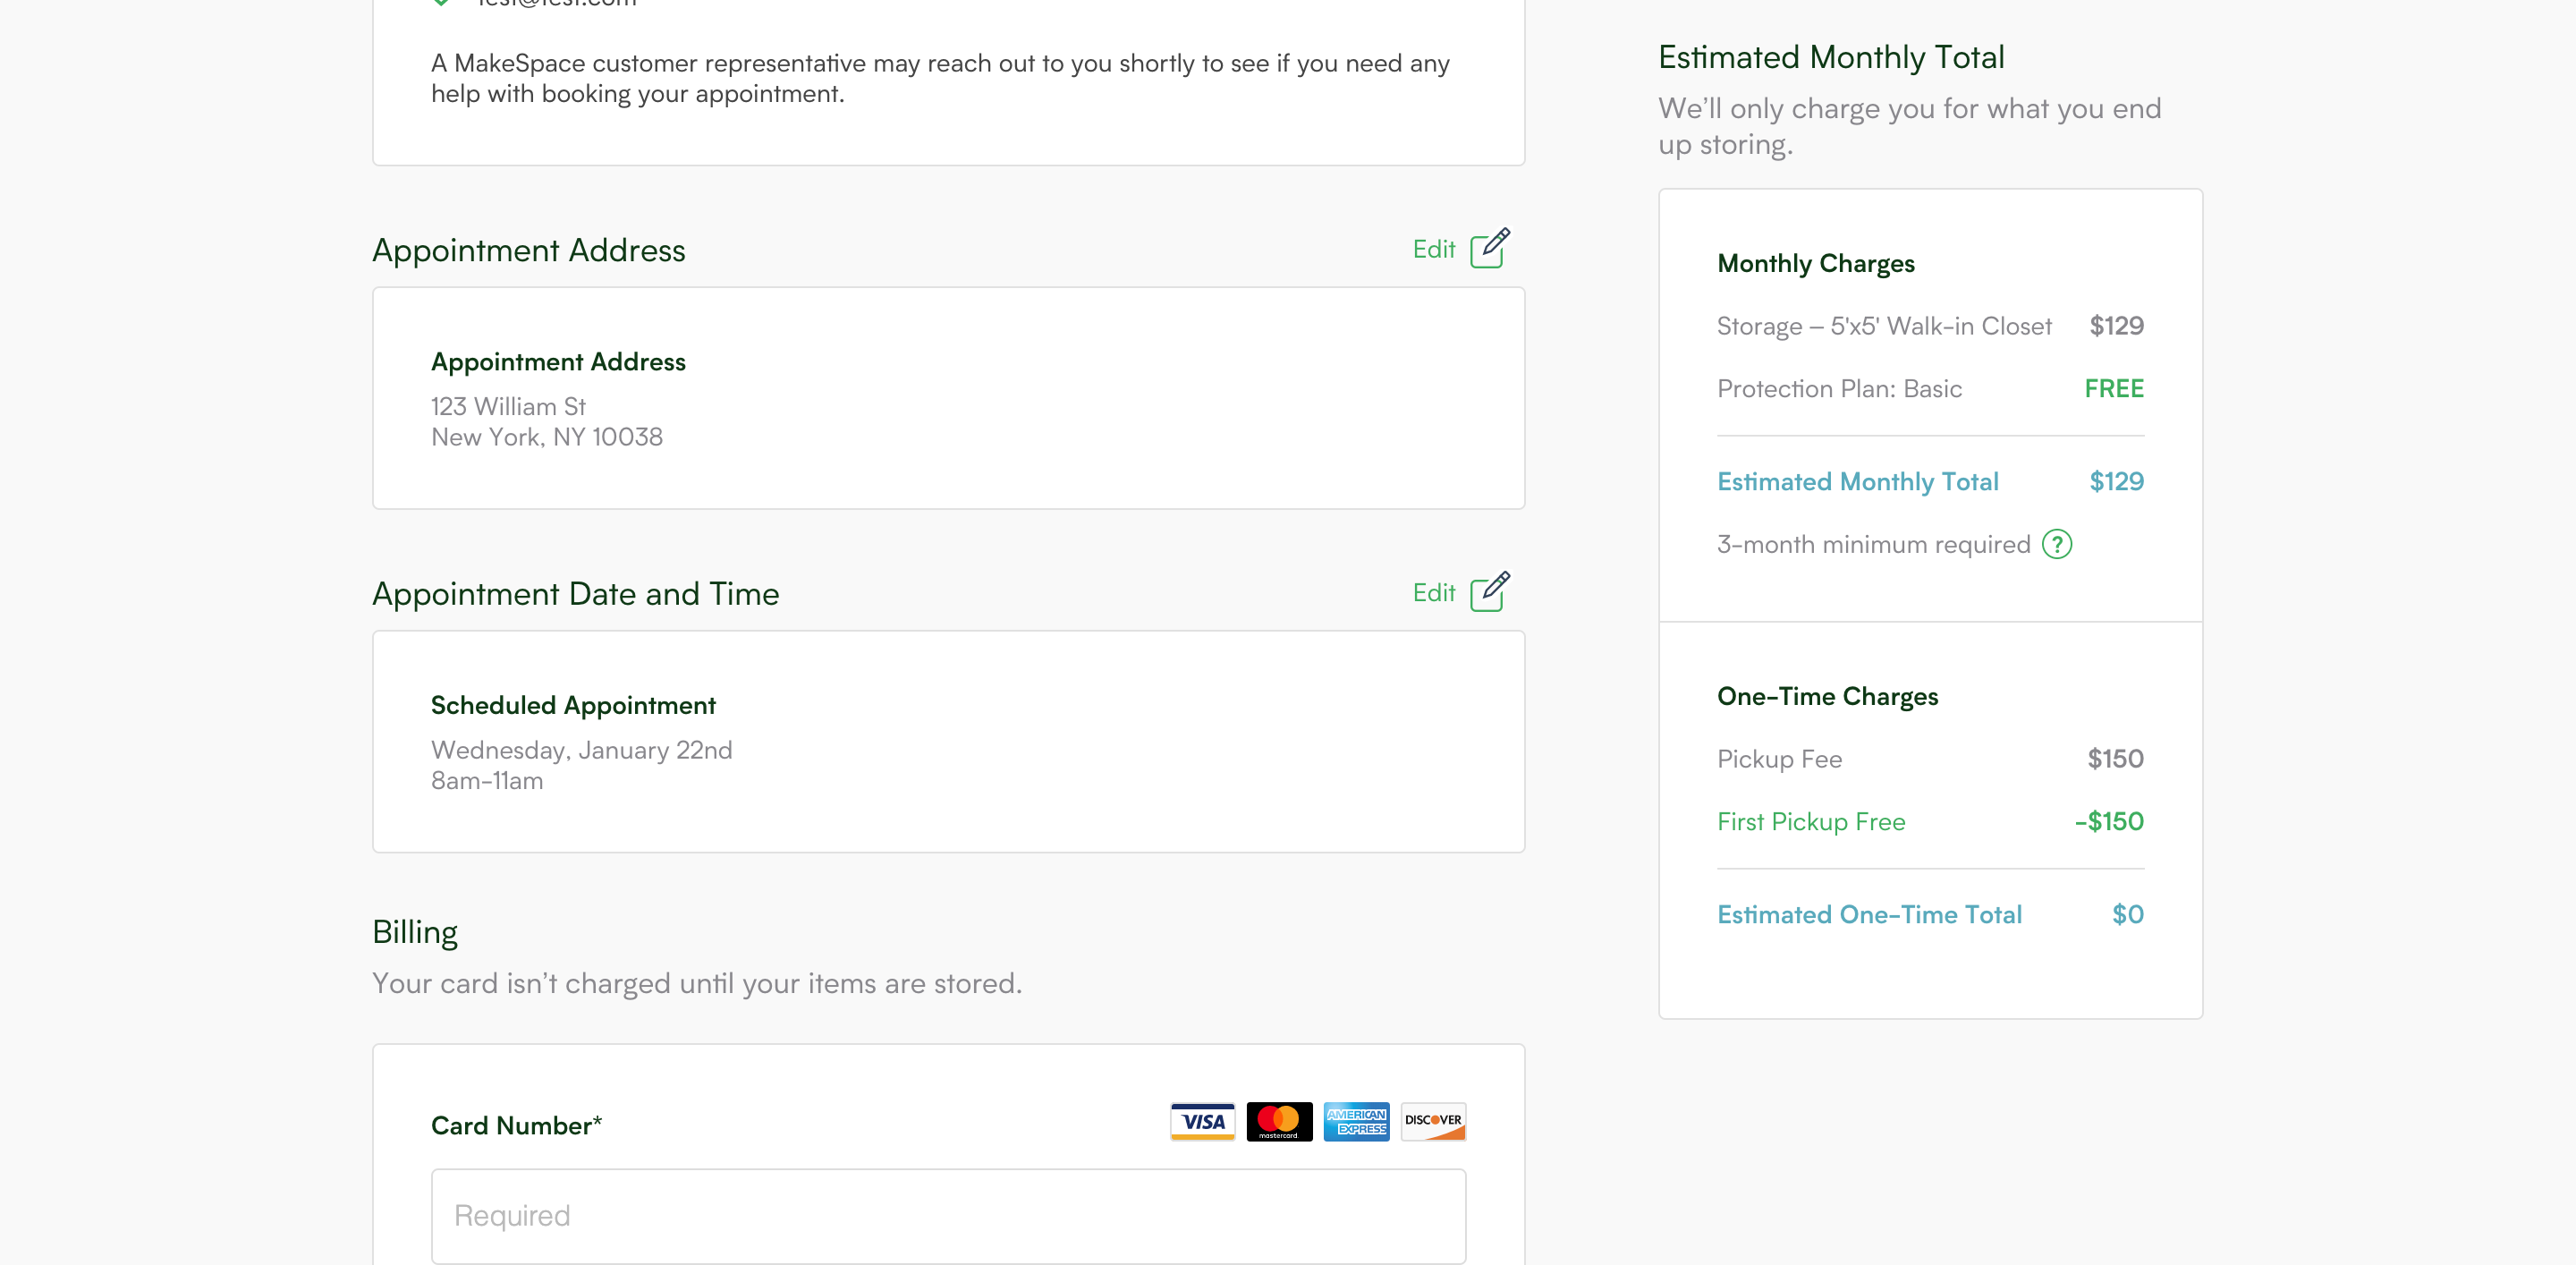 test@test.com
A MakeSpace customer representative may reach out to you shortly to see if you need any
help with booking your appointment.
Appointment Address
Edit
Appointment Address
123 William St
New York, NY 10038
Appointment Date and Time
Edit
Scheduled Appointment
Wednesday, January 22nd
8am-11am
Billing
Your card isn’t charged until your items are stored.
Card Number*
VISA
mastercard
AMERICAN
EXPRESS
DISCOVER
Required
Estimated Monthly Total
We’ll only charge you for what you end
up storing.
Monthly Charges
Storage – 5'x5' Walk-in Closet $129
Protection Plan: Basic FREE
Estimated Monthly Total $129
3-month minimum required ?
One-Time Charges
Pickup Fee $150
First Pickup Free -$150
Estimated One-Time Total $0